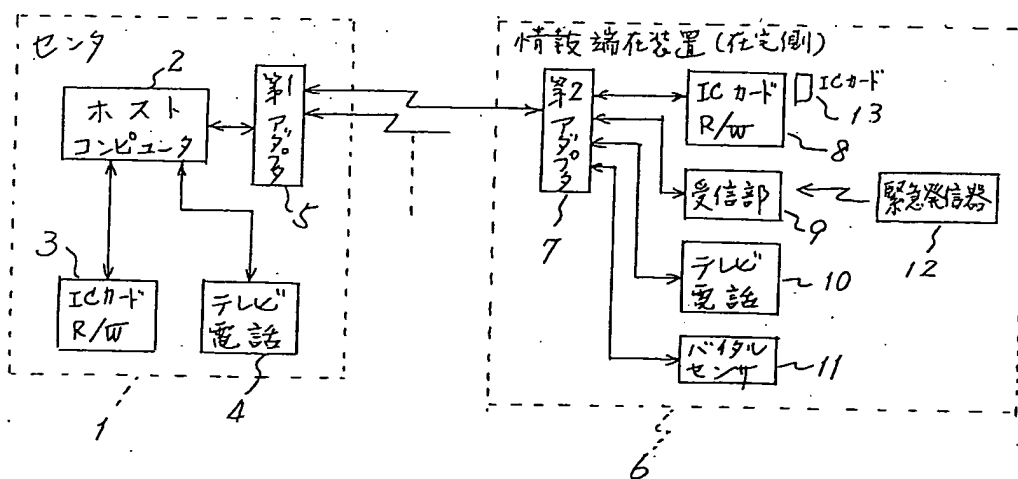 センタ
2
ホスト
コンピュータ
第1
アダプタ
5
3
ICカード
R/W
テレビ
電話
4
1
情報端在装置(在宅側)
第2
アダプタ
7
ICカード
R/W
8
ICカード
13
受信部
9
緊急発信器
12
テレビ
電話
10
バイタル
センサ
11
6